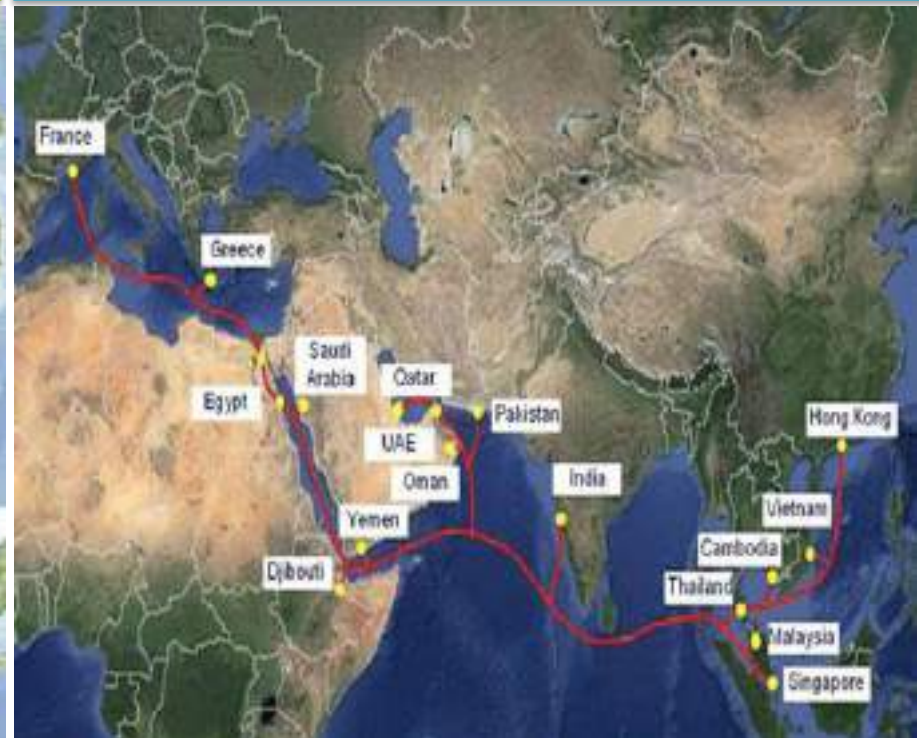 France
Greece
Saudi
Arabia
Qatar
Egypt
Pakistan
Hong Kong
UAE
Oman
India
Vietnam
Yemen
Cambodia
Djibouti
Thailand
Malaysia
Singapore